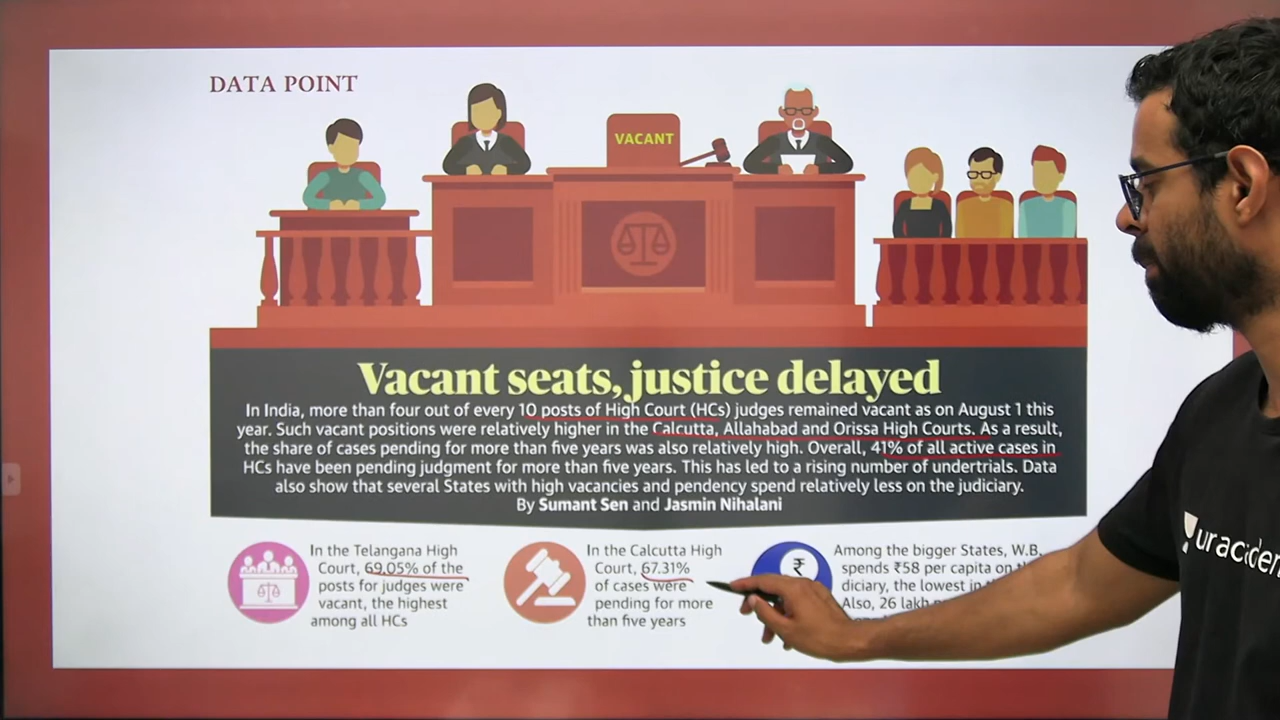 DATA POINT
VACANT
Vacant seats, justice delayed
In India, more than four out of every 10 posts of High Court (HCs) judges remained vacant as on August 1 this
year. Such vacant positions were relatively higher in the Calcutta, Allahabad and Orissa High Courts. As a result,
the share of cases pending for more than five years was also relatively high. Overall, 41% of all active cases in
HCs have been pending judgment for more than five years. This has led to a rising number of undertrials. Data
also show that several States with high vacancies and pendency spend relatively less on the judiciary.
By Sumant Sen and Jasmin Nihalani
In the Telangana High
Court, 69.05% of the
posts for judges were
vacant, the highest
among all HCs
In the Calcutta High
Court, 67.31%
of cases were
pending for more
than five years
₹
Among the bigger States, W.B.
spends ₹58 per capita on
diciary, the lowest in
Also, 26 lakh